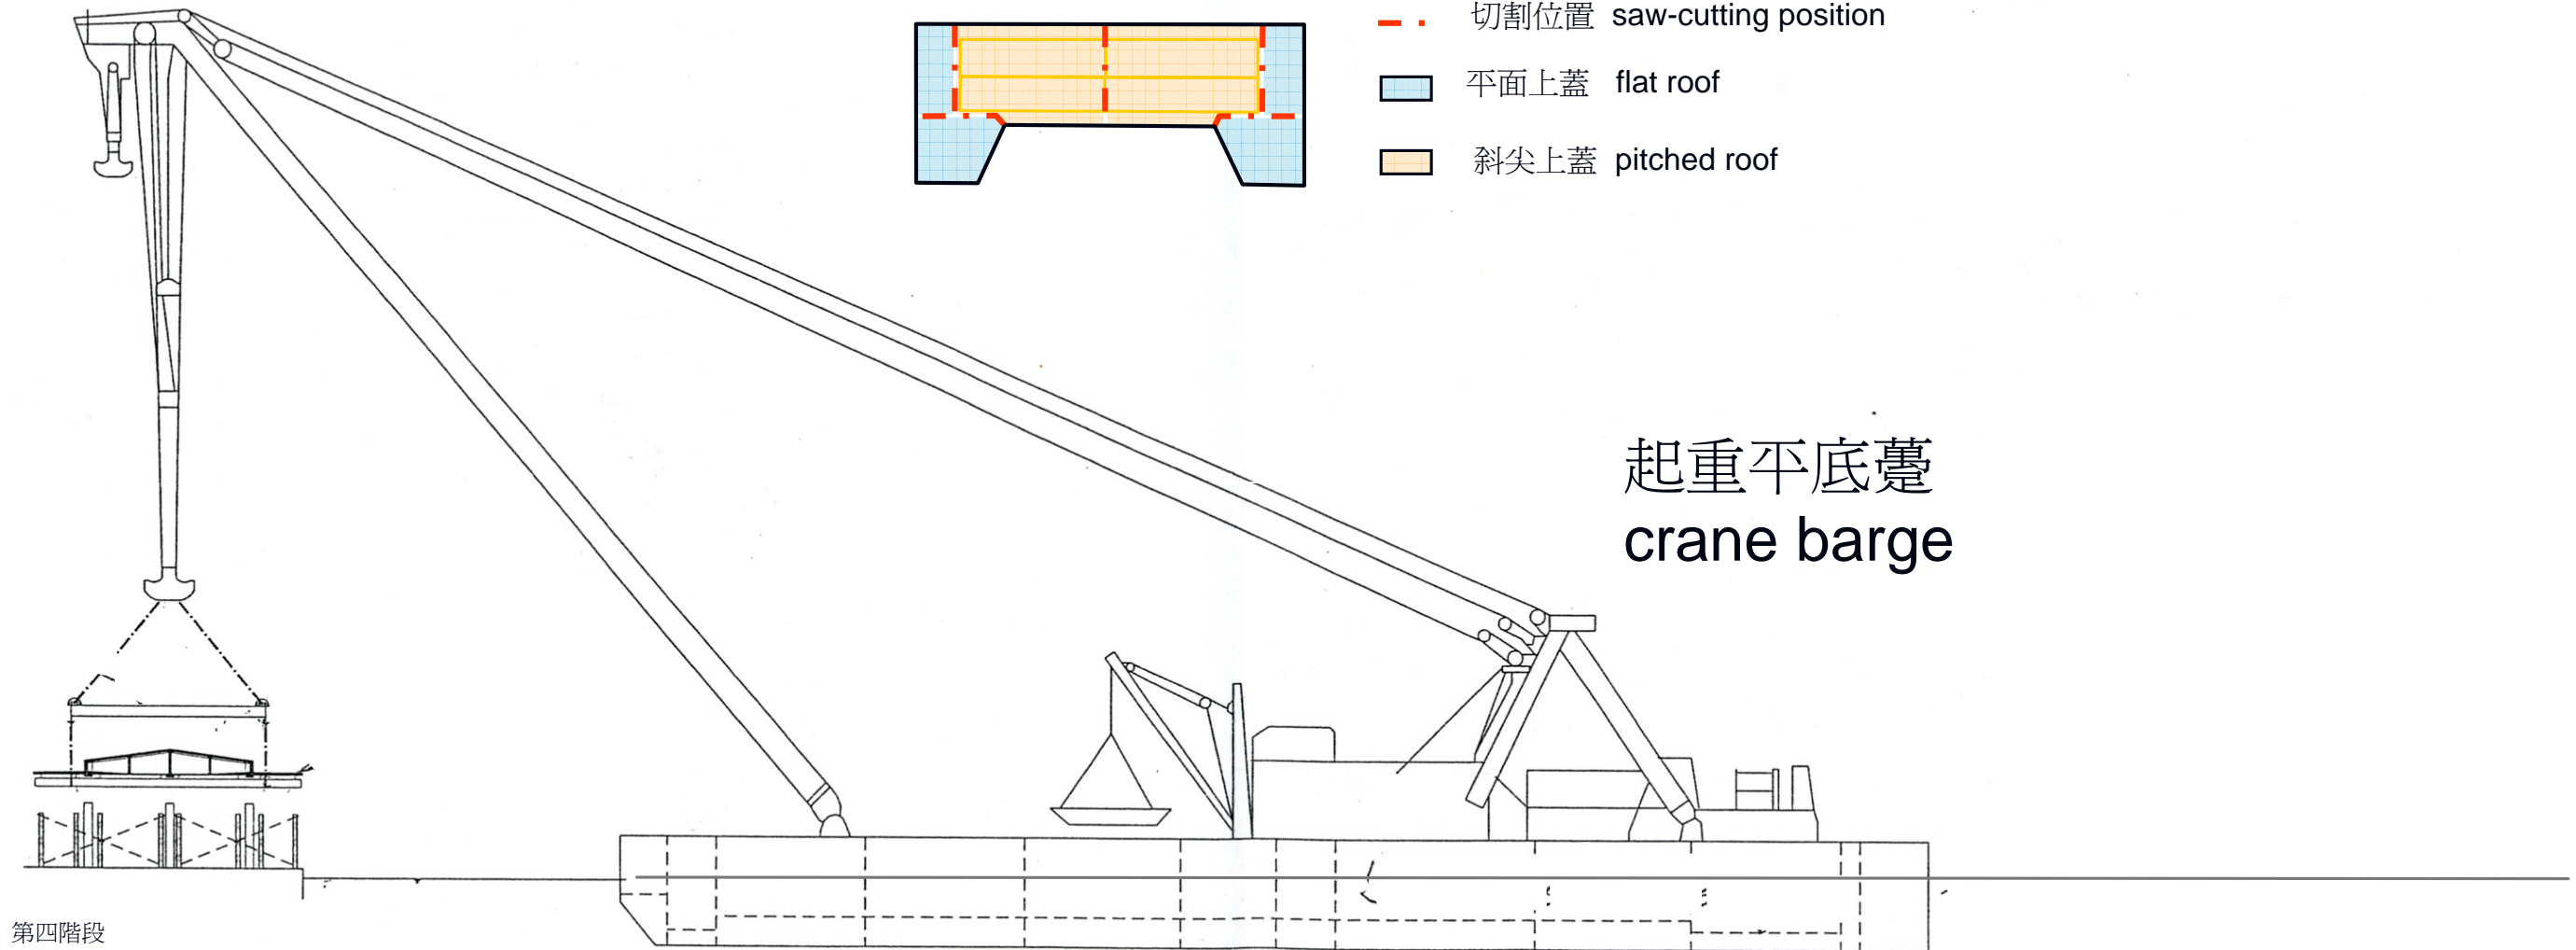 切割位置 saw-cutting position
平面上蓋 flat roof
斜尖上蓋 pitched roof
起重平底躉
crane barge
第四階段